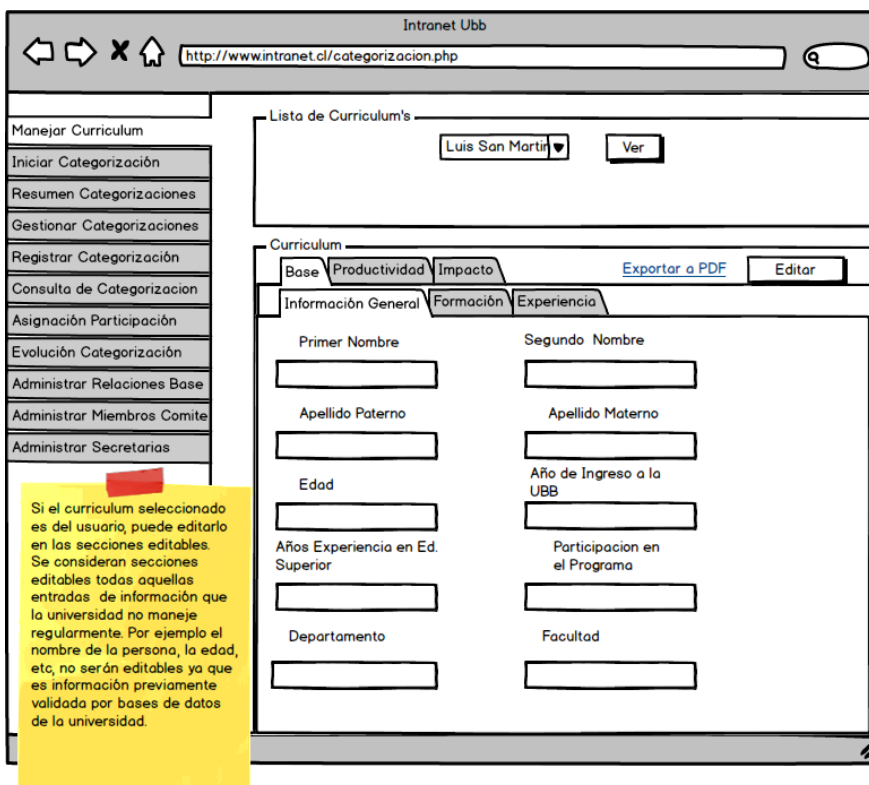 Intranet Ubb
http://www.intranet.cl/categorizacion.php
Manejar Curriculum
Iniciar Categorización
Resumen Categorizaciones
Gestionar Categorizaciones
Registrar Categorización
Consulta de Categorizacion
Asignación Participación
Evolución Categorización
Administrar Relaciones Base
Administrar Miembros Comite
Administrar Secretarias
Si el curriculum seleccionado
es del usuario, puede editarlo
en las secciones editables.
Se consideran secciones
editables todas aquellas
entradas de información que
la universidad no maneje
regularmente. Por ejemplo el
nombre de la persona, la edad,
etc, no serán editables ya que
es información previamente
validada por bases de datos
de la universidad.
Lista de Curriculum's
Luis San Martin Ver
Curriculum
Base Productividad Impacto Exportar a PDF Editar
Información General Formación Experiencia
Primer Nombre Segundo Nombre
Apellido Paterno Apellido Materno
Edad Año de Ingreso a la
UBB
Años Experiencia en Ed. Participacion en
Superior el Programa
Departamento Facultad